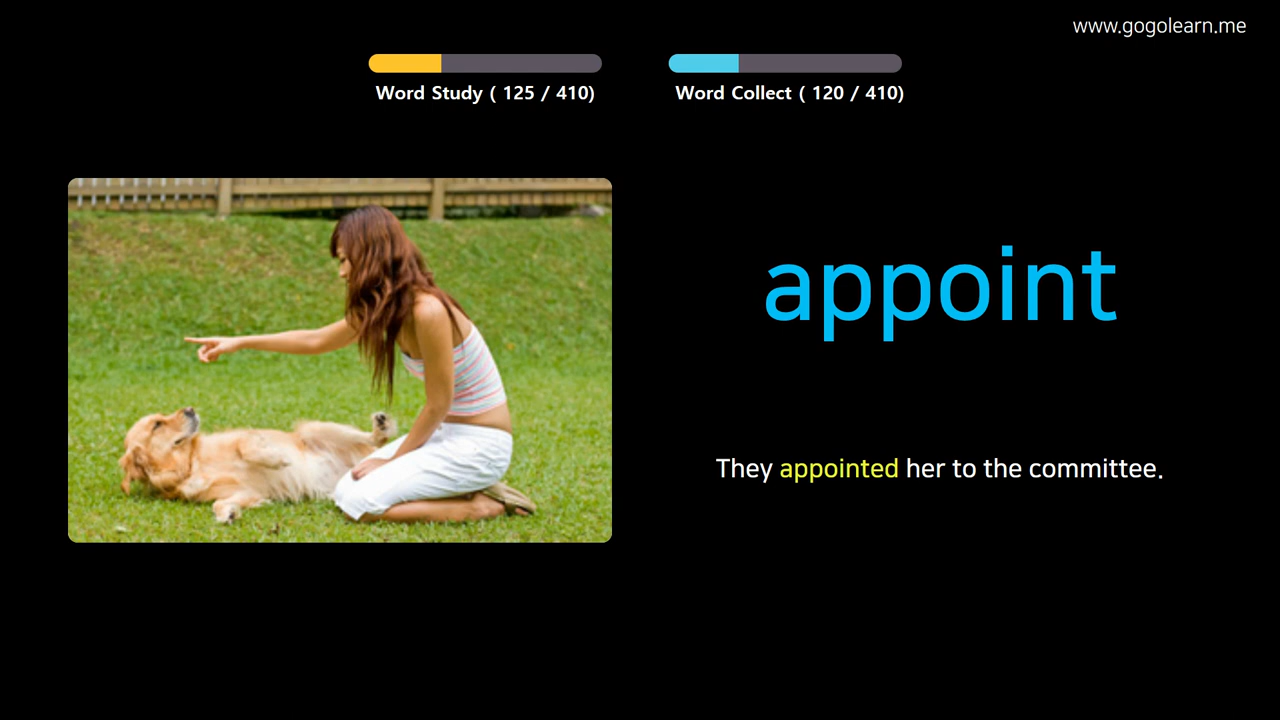 www.gogolearn.me
Word Study ( 125 / 410)
Word Collect ( 120 / 410)
appoint
They appointed her to the committee.